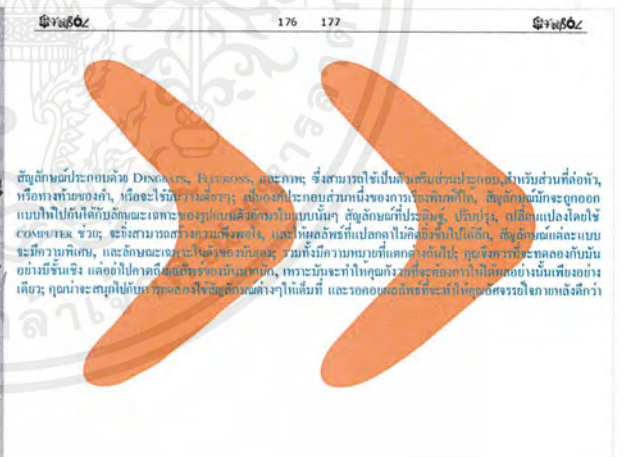 176 177
สัญลักษณ์ประกอบด้วย DINGBATS, FLEURONS, และภาพ; ซึ่งสามารถใช้เป็นตัวเสริมส่วนประกอบ,สำหรับส่วนที่ต่อหัว,
หรือทางท้ายของคำ, หรือจะใช้มันวางเดี่ยวๆ; เป็นองค์ประกอบส่วนหนึ่งของการเรียงพิมพ์ก็ได้, สัญลักษณ์มักจะถูกออก
แบบให้ไปกันได้กับลักษณะเฉพาะของรูปแบบตัวอักษรในแบบนั้นๆ สัญลักษณ์ที่ประดิษฐ์, ปรับปรุง, เปลี่ยนแปลงโดยใช้
COMPUTER ช่วย; จะยิ่งสามารถสร้างความพึงพอใจ, และให้ผลลัพธ์ที่แปลกตาไม่คิดยิ่งขึ้นไปได้อีก, สัญลักษณ์แต่ละแบบ
จะมีความพิเศษ, และลักษณะเฉพาะในตัวของมันเอง; รวมทั้งมีความหมายที่แตกต่างกันไป; คุณจึงควรที่จะทดลองกับมัน
อย่างมีชั้นเชิง แต่อย่าไปคาดถึงผลลัพธ์ของมันมากนัก, เพราะมันจะทำให้คุณกังวลที่จะต้องการให้ได้ผลอย่างนั้นเพียงอย่าง
เดียว; คุณน่าจะสนุกไปกับการทดลองใช้สัญลักษณ์ต่างๆให้เต็มที่ และรอคอยผลลัพธ์ที่จะทำให้คุณอัศจรรย์ใจภายหลังดีกว่า